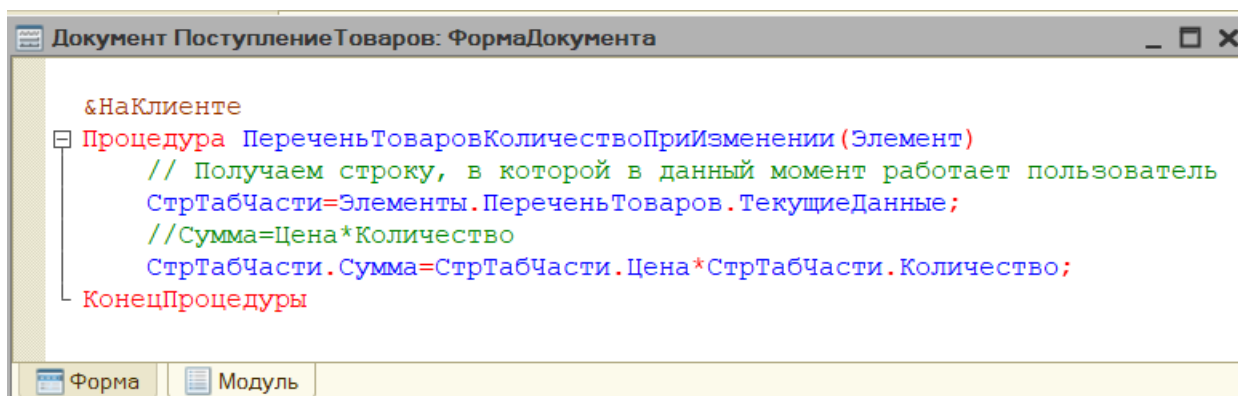 Документ ПоступлениеТоваров: ФормаДокумента
&НаКлиенте
Процедура ПереченьТоваровКоличествоПриИзменении(Элемент)
// Получаем строку, в которой в данный момент работает пользователь
СтрТабЧасти=Элементы.ПереченьТоваров.ТекущиеДанные;
//Сумма=Цена*Количество
СтрТабЧасти.Сумма=СтрТабЧасти.Цена*СтрТабЧасти.Количество;
КонецПроцедуры
Форма Модуль